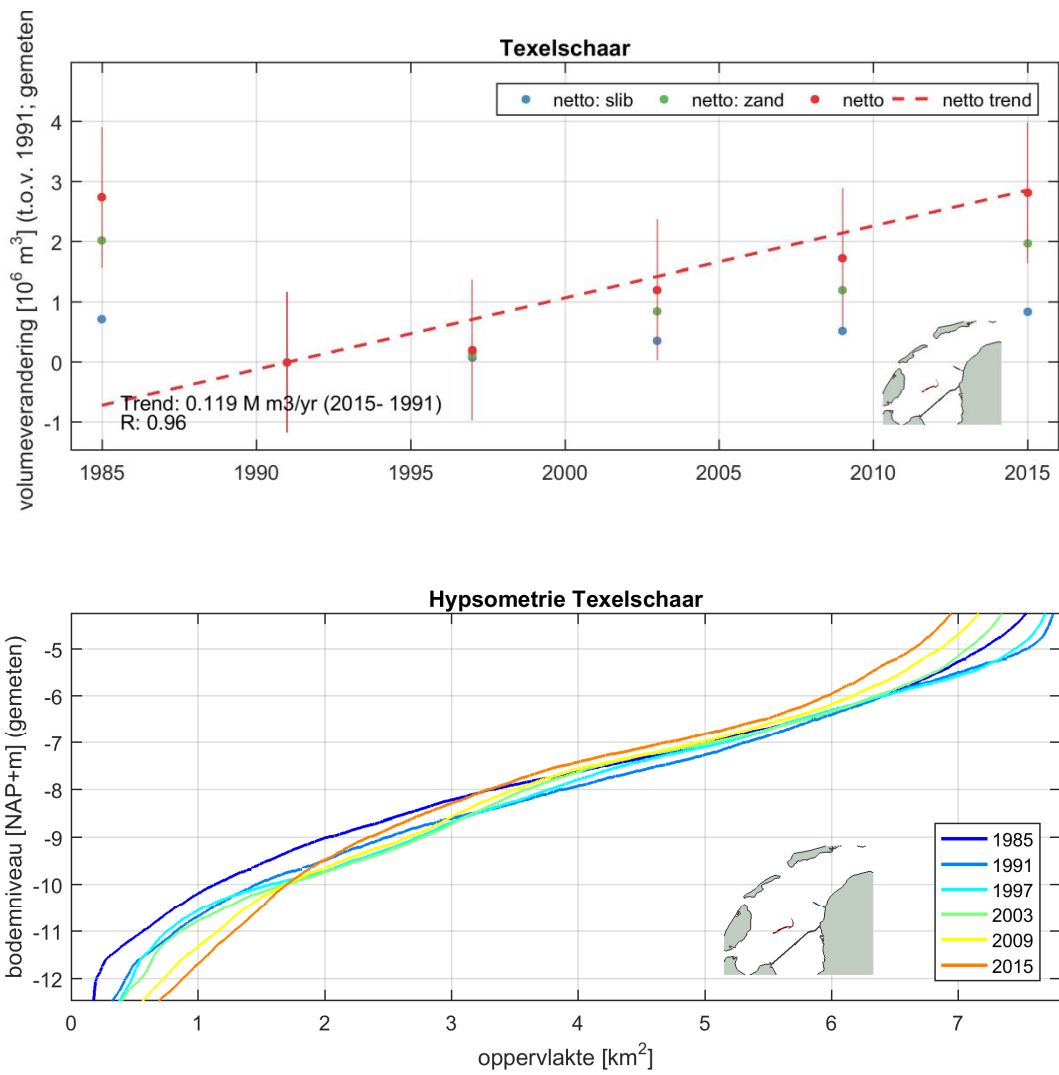 Texelschaar
volumeverandering [10⁶ m³] (t.o.v. 1991; gemeten
netto: slib netto: zand netto netto trend
4
3
2
1
0
-1
Trend: 0.119 M m3/yr (2015- 1991)
R: 0.96
1985 1990 1995 2000 2005 2010 2015
Hypsometrie Texelschaar
bodemniveau [NAP+m] (gemeten)
-5
-6
-7
-8
-9
-10
-11
-12
1985
1991
1997
2003
2009
2015
0 1 2 3 4 5 6 7
oppervlakte [km²]